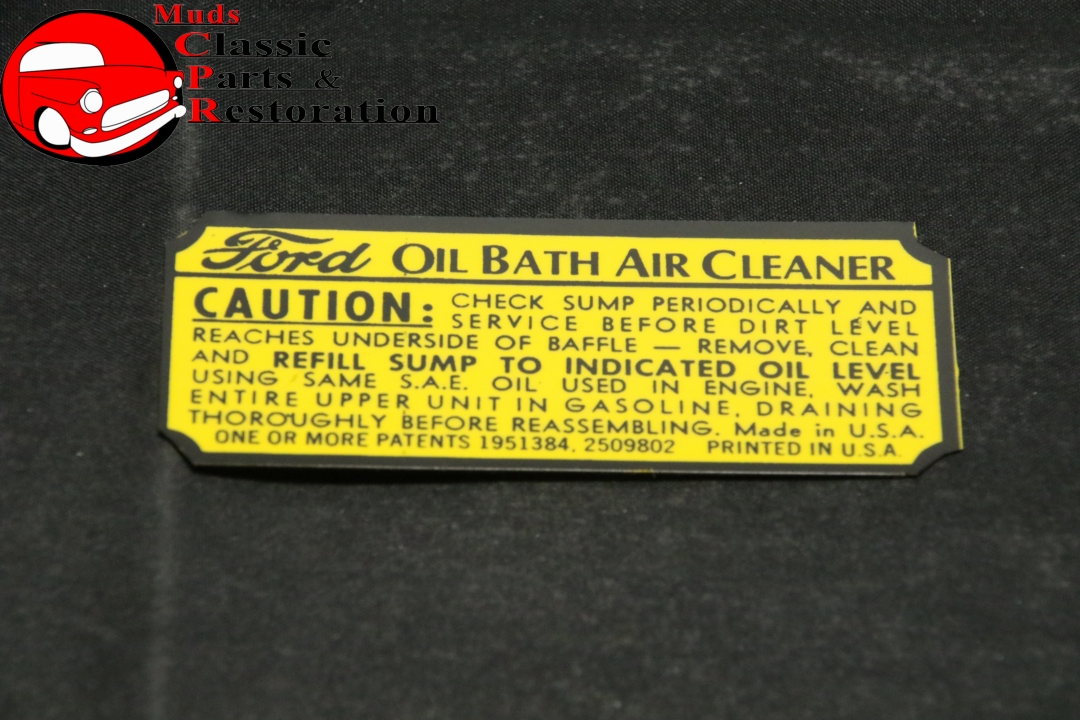 Muds
Classic
Parts &
Restoration
Ford OIL BATH AIR CLEANER
CAUTION: CHECK SUMP PERIODICALLY AND
SERVICE BEFORE DIRT LEVEL
REACHES UNDERSIDE OF BAFFLE — REMOVE, CLEAN
AND REFILL SUMP TO INDICATED OIL LEVEL
USING SAME S.A.E. OIL USED IN ENGINE, WASH
ENTIRE UPPER UNIT IN GASOLINE, DRAINING
THOROUGHLY BEFORE REASSEMBLING. Made in U.S.A.
ONE OR MORE PATENTS 1951384, 2509802 PRINTED IN U.S.A.